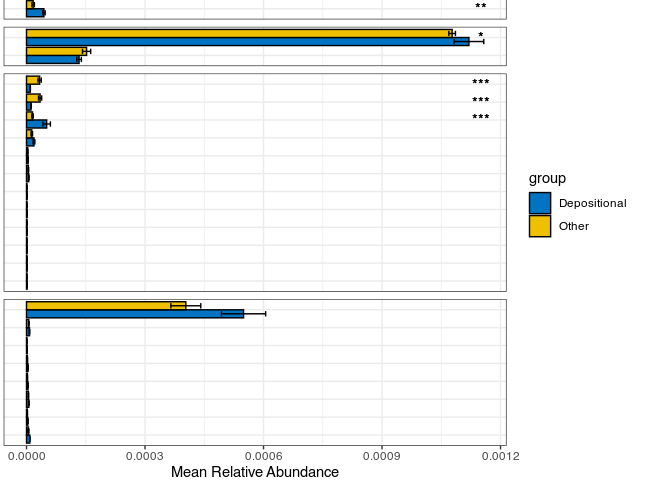 **
*
***
***
***
group
Depositional
Other
0.0000 0.0003 0.0006 0.0009 0.0012
Mean Relative Abundance